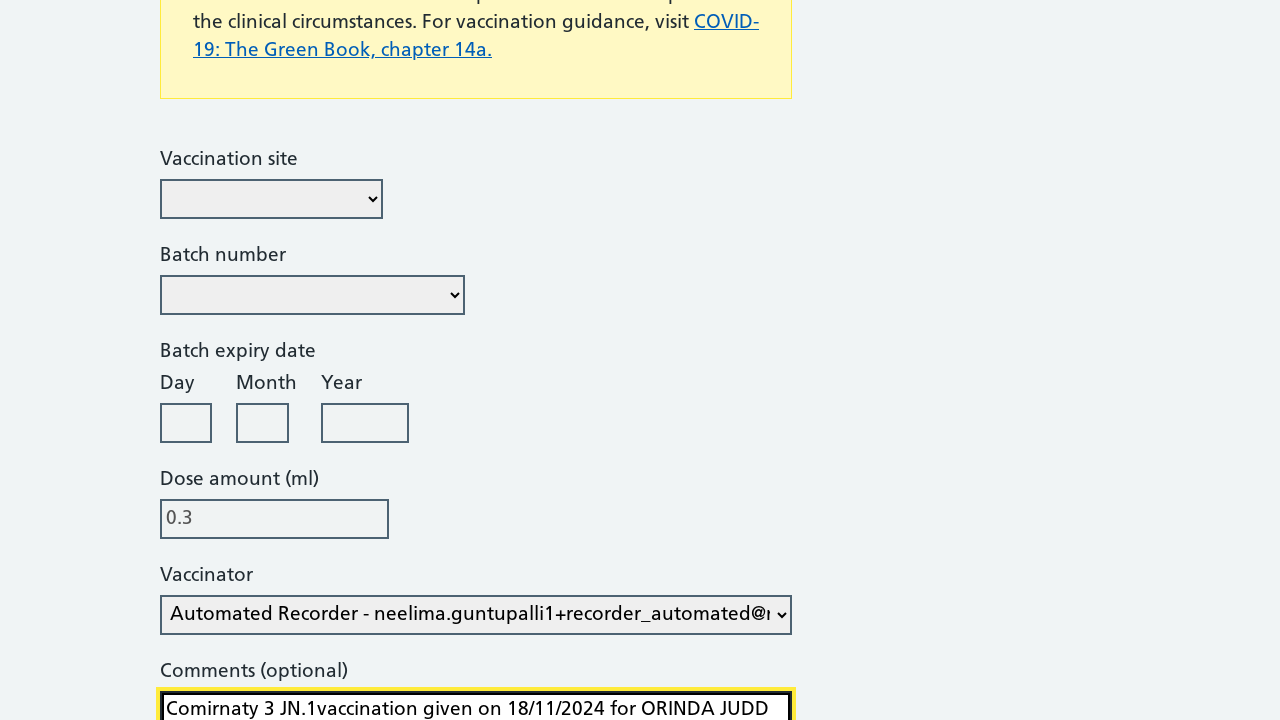 the clinical circumstances. For vaccination guidance, visit COVID-
19: The Green Book, chapter 14a.
Vaccination site
Batch number
Batch expiry date
Day Month Year
Dose amount (ml)
0.3
Vaccinator
Automated Recorder - neelima.guntupalli1+recorder_automated@
Comments (optional)
Comirnaty 3 JN.1vaccination given on 18/11/2024 for ORINDA JUDD